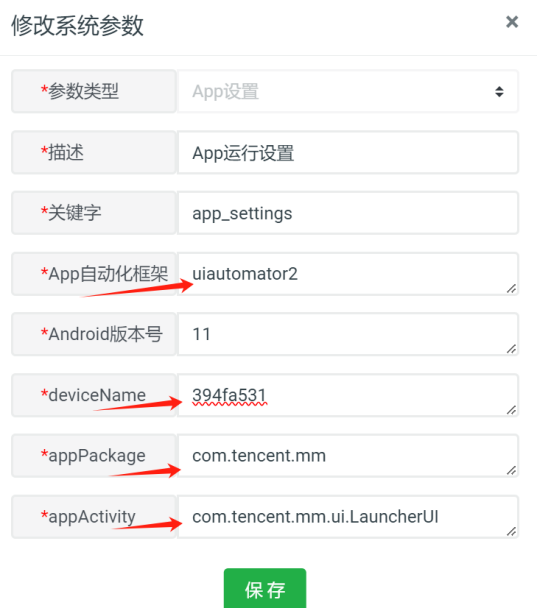 修改系统参数 ×
*参数类型 App设置
*描述 App运行设置
*关键字 app_settings
*App自动化框架 uiautomator2
*Android版本号 11
*deviceName 394fa531
*appPackage com.tencent.mm
*appActivity com.tencent.mm.ui.LauncherUI
保存